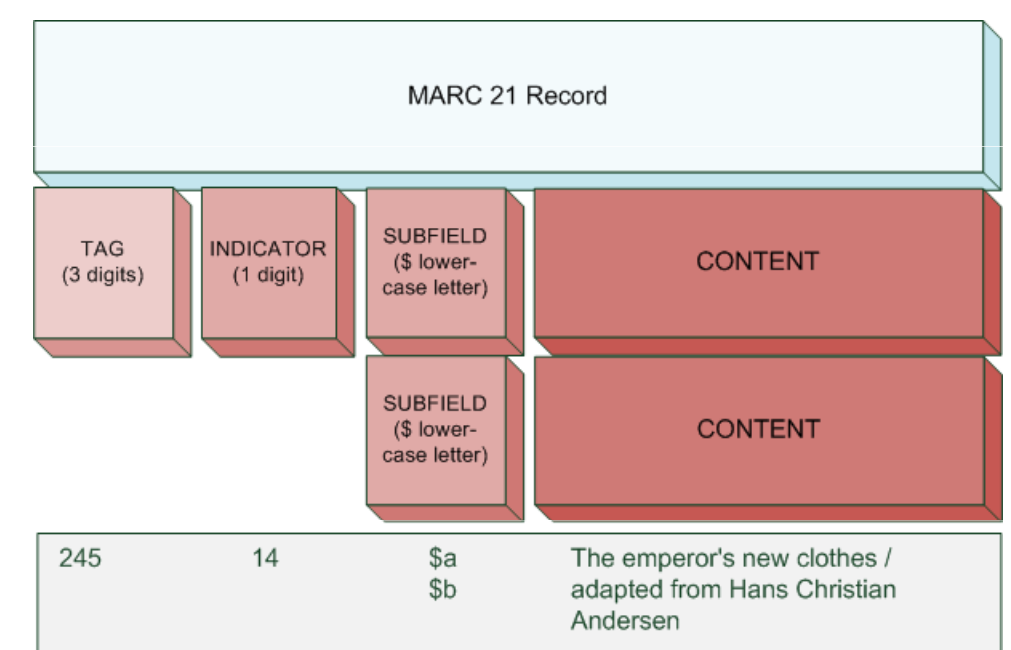 MARC 21 Record
TAG
(3 digits)
INDICATOR
(1 digit)
SUBFIELD
($ lower-
case letter)
CONTENT
SUBFIELD
($ lower-
case letter)
CONTENT
245 14 $a The emperor's new clothes /
$b adapted from Hans Christian
Andersen